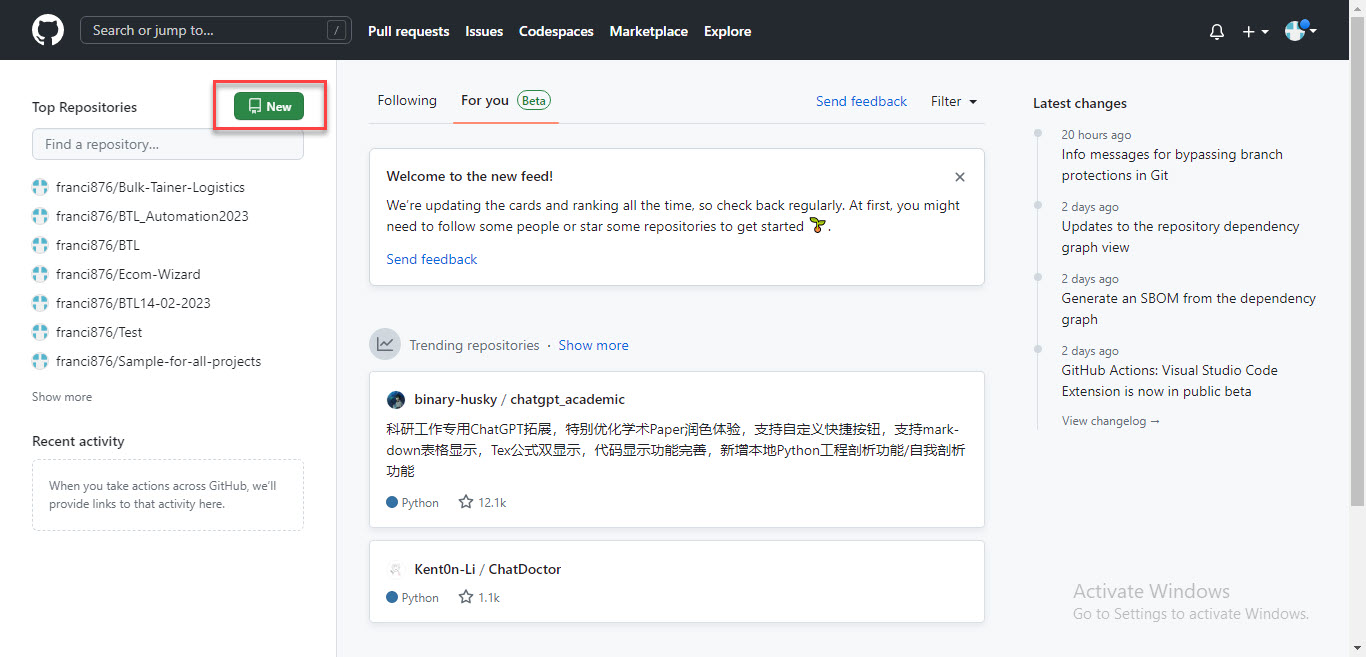 Search or jump to...
/
Pull requests
Issues
Codespaces
Marketplace
Explore
Top Repositories
New
Find a repository...
franci876/Bulk-Tainer-Logistics
franci876/BTL_Automation2023
franci876/BTL
franci876/Ecom-Wizard
franci876/BTL14-02-2023
franci876/Test
franci876/Sample-for-all-projects
Show more
Recent activity
When you take actions across GitHub, we'll
provide links to that activity here.
Following
For you
Beta
Send feedback
Filter
Welcome to the new feed!
We're updating the cards and ranking all the time, so check back regularly. At first, you might
need to follow some people or star some repositories to get started 🌱.
Send feedback
Trending repositories · Show more
binary-husky / chatgpt_academic
科研工作专用ChatGPT拓展，特别优化学术Paper润色体验，支持自定义快捷按钮，支持mark-
down表格显示，Tex公式双显示，代码显示功能完善，新增本地Python工程剖析功能/自我剖析
功能
Python
12.1k
Kent0n-Li / ChatDoctor
Python
1.1k
Latest changes
20 hours ago
Info messages for bypassing branch
protections in Git
2 days ago
Updates to the repository dependency
graph view
2 days ago
Generate an SBOM from the dependency
graph
2 days ago
GitHub Actions: Visual Studio Code
Extension is now in public beta
View changelog →
Activate Windows
Go to Settings to activate Windows.